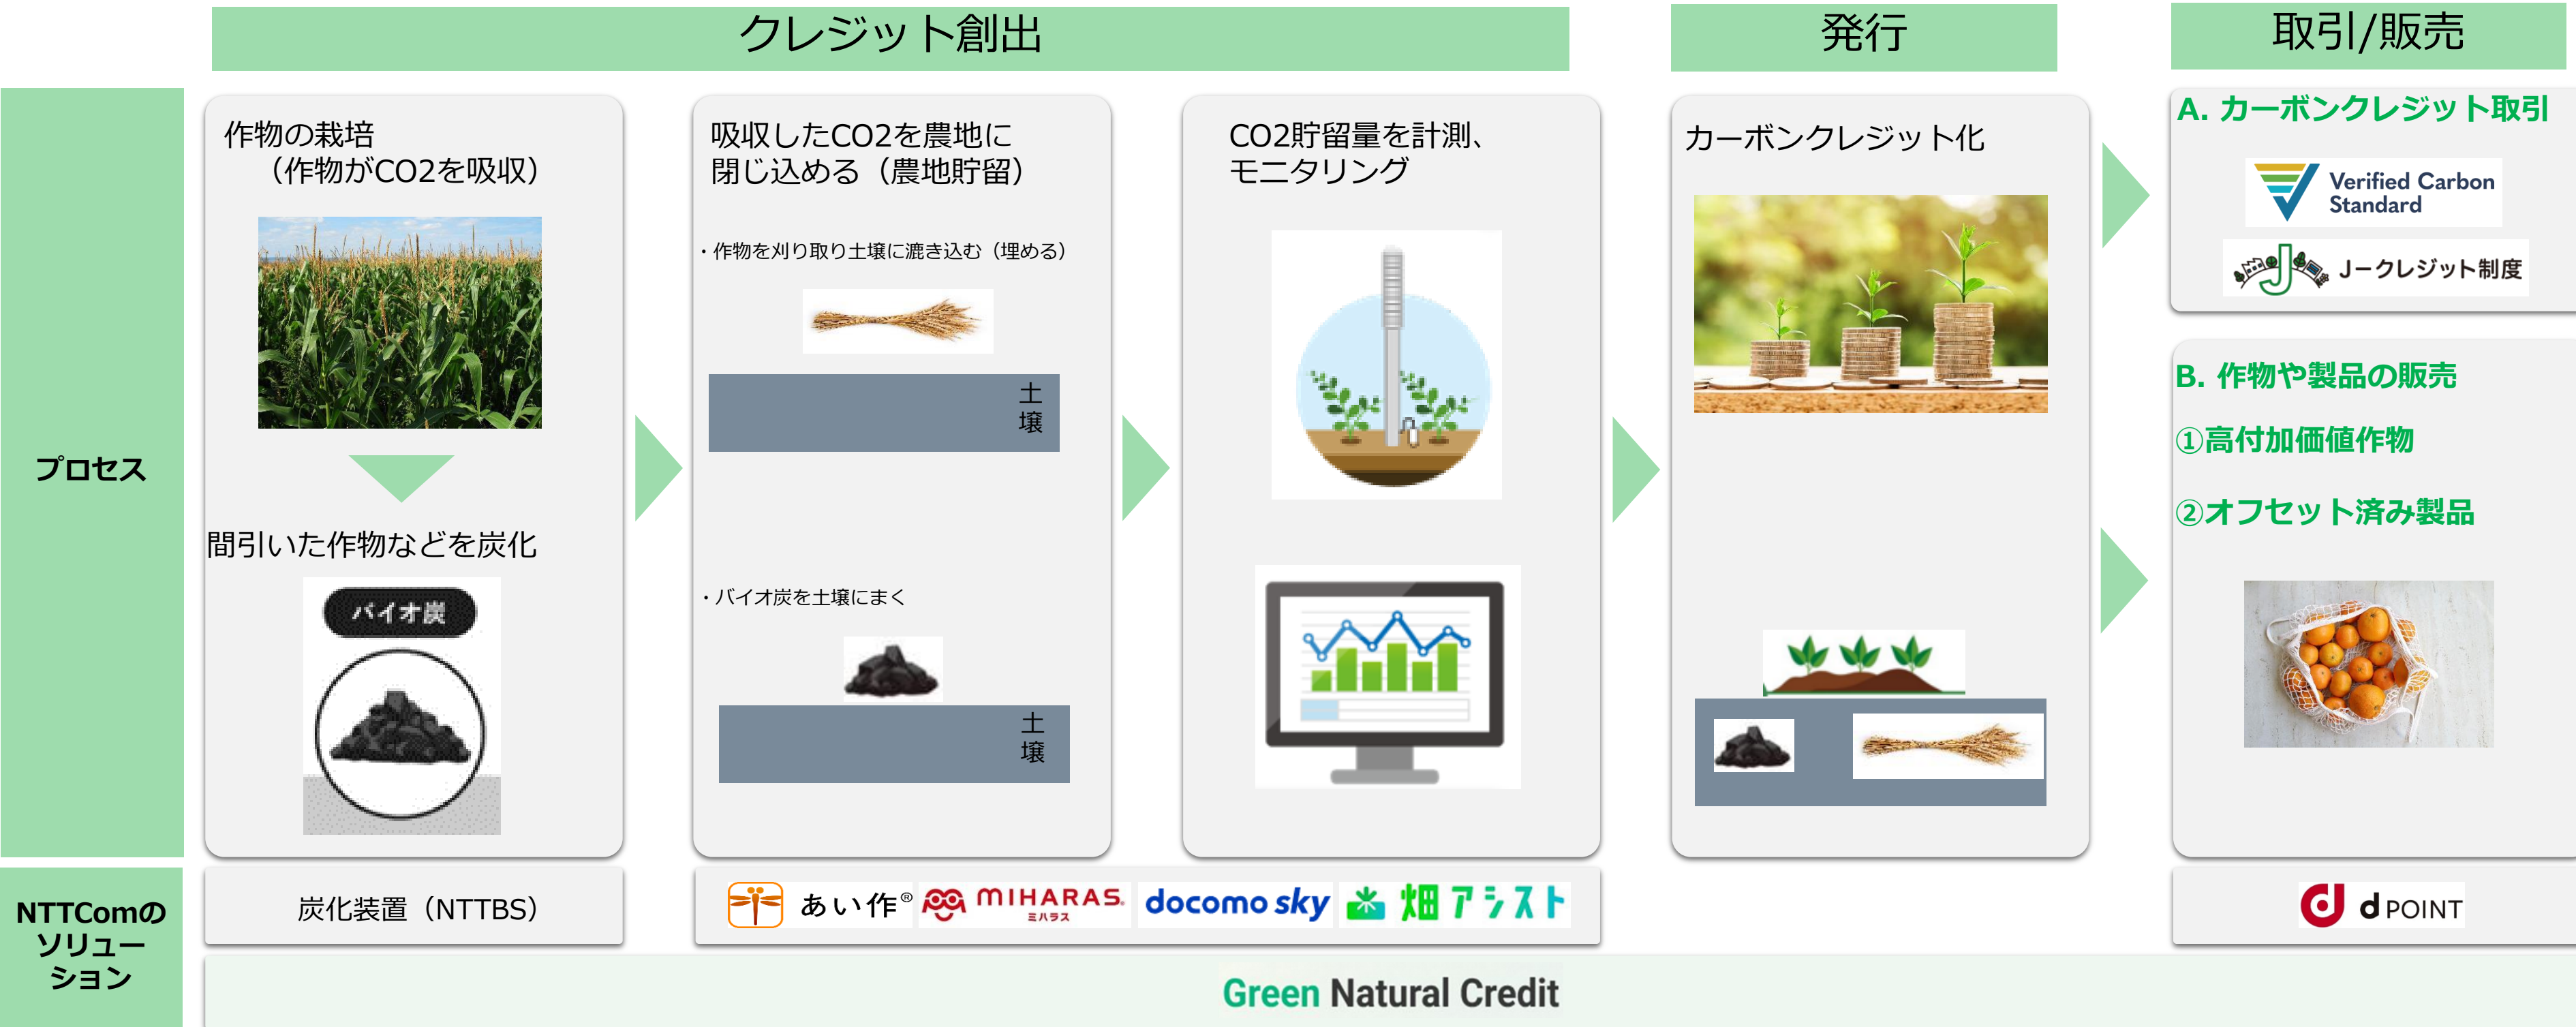 クレジット創出
発行
取引/販売
プロセス
作物の栽培
（作物がCO2を吸収）
間引いた作物などを炭化
バイオ炭
吸収したCO2を農地に
閉じ込める（農地貯留）
・作物を刈り取り土壌に漉き込む（埋める）
土
壌
・バイオ炭を土壌にまく
土
壌
CO2貯留量を計測、
モニタリング
カーボンクレジット化
A. カーボンクレジット取引
Verified Carbon
Standard
J－クレジット制度
B. 作物や製品の販売
①高付加価値作物
②オフセット済み製品
NTTComの
ソリュー
ション
炭化装置（NTTBS）
あい作®
MIHARAS.
ミハラス
docomo sky
畑アシスト
d POINT
Green Natural Credit